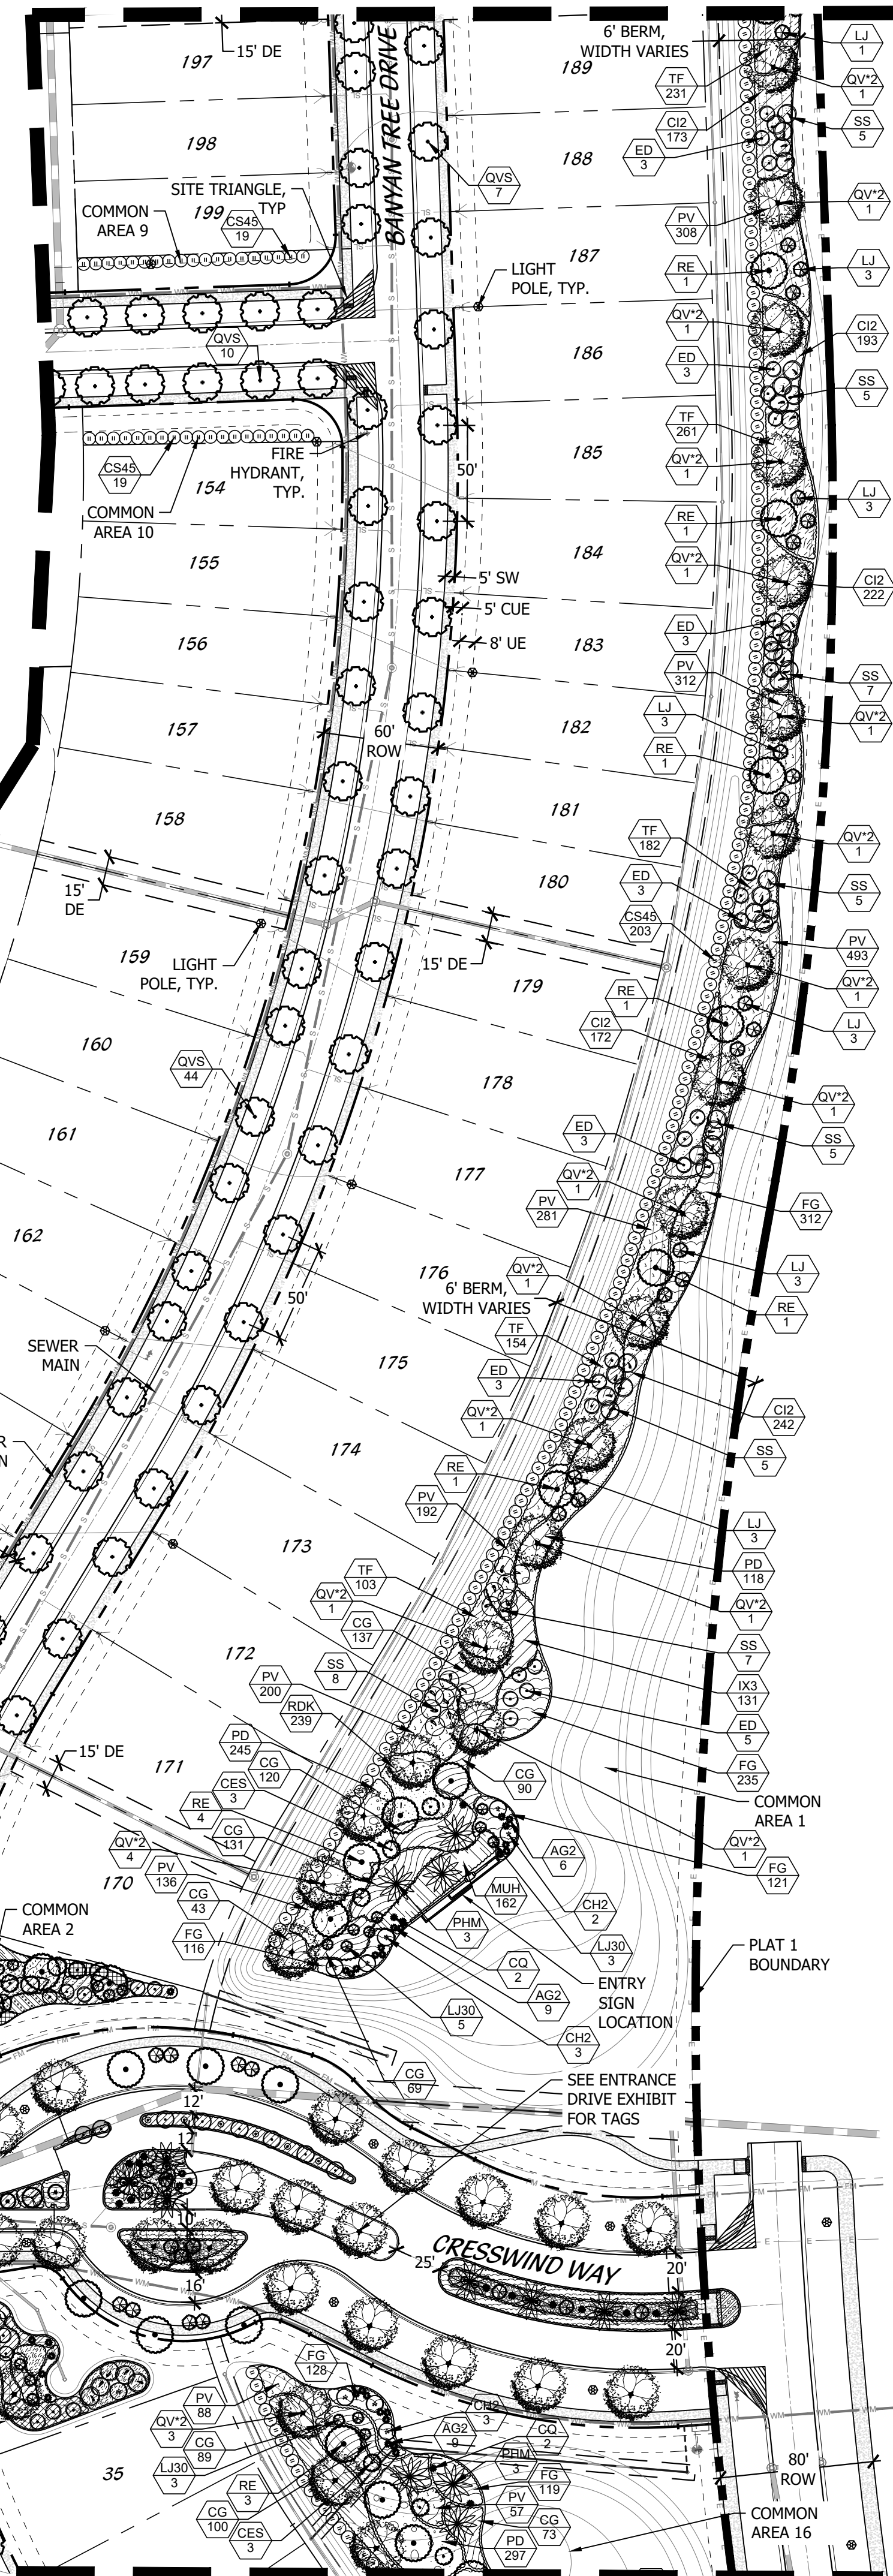 197
15' DE
BANYAN TREE DRIVE
189
6' BERM,
WIDTH VARIES
LJ
1
TF
231
QV*2
1
CI2
173
SS
5
ED
3
198
188
QVS
7
SITE TRIANGLE,
TYP
COMMON
AREA 9
199
CS45
19
QV*2
1
PV
308
187
LIGHT
POLE, TYP.
RE
1
LJ
3
QV*2
1
CI2
193
QVS
10
186
ED
3
SS
5
TF
261
FIRE
HYDRANT,
TYP.
185
QV*2
1
CS45
19
154
50'
LJ
3
COMMON
AREA 10
RE
1
184
155
QV*2
1
5' SW
CI2
222
5' CUE
156
ED
3
8' UE
183
PV
312
SS
7
LJ
3
QV*2
1
157
60'
ROW
182
RE
1
181
158
TF
182
QV*2
1
15'
DE
180
ED
3
SS
5
CS45
203
PV
493
159
LIGHT
POLE, TYP.
15' DE
179
QV*2
1
RE
1
LJ
3
CI2
172
160
QVS
44
178
QV*2
1
161
ED
3
SS
5
177
QV*2
1
PV
281
FG
312
162
LJ
3
176
QV*2
1
6' BERM,
WIDTH VARIES
50'
RE
1
TF
154
SEWER
MAIN
175
ED
3
CI2
242
QV*2
1
SS
5
R
N
174
RE
1
PV
192
LJ
3
173
PD
118
TF
103
QV*2
1
QV*2
1
CG
137
172
SS
7
SS
8
PV
200
IX3
131
RDK
239
ED
5
PD
245
15' DE
171
FG
235
CG
120
CG
90
CES
3
COMMON
AREA 1
RE
4
CG
131
QV*2
4
AG2
6
QV*2
1
PV
136
170
FG
121
MUH
162
CG
43
CH2
2
COMMON
AREA 2
PHM
3
FG
116
LJ30
3
PLAT 1
BOUNDARY
CQ
2
ENTRY
SIGN
LOCATION
AG2
9
LJ30
5
CH2
3
CG
69
SEE ENTRANCE
DRIVE EXHIBIT
FOR TAGS
12'
12'
10'
25'
CRESSWIND WAY
16'
20'
20'
FG
128
PV
88
CH2
3
QV*2
3
AG2
9
CQ
2
CG
89
PHM
3
LJ30
3
FG
119
80'
ROW
35
RE
3
PV
57
CG
100
CG
73
COMMON
AREA 16
CES
3
PD
297